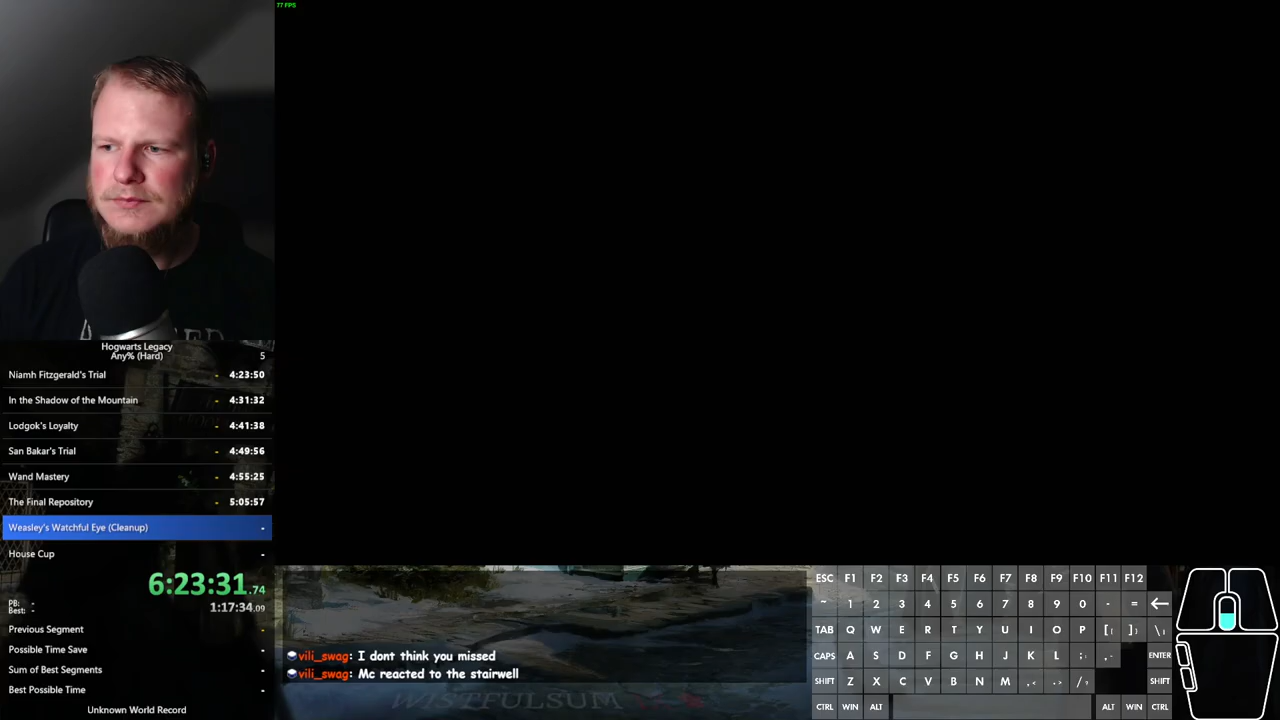 77 FPS
Hogwarts Legacy
Any% (Hard)
5
Niamh Fitzgerald's Trial - 4:23:50
In the Shadow of the Mountain - 4:31:32
Lodgok's Loyalty - 4:41:38
San Bakar's Trial - 4:49:56
Wand Mastery - 4:55:25
The Final Repository - 5:05:57
Weasley's Watchful Eye (Cleanup) -
House Cup -
6:23:31.74
PB: -
Best: -
1:17:34.09
Previous Segment -
Possible Time Save -
Sum of Best Segments -
Best Possible Time -
Unknown World Record
vili_swag: I dont think you missed
vili_swag: Mc reacted to the stairwell
WISTFULSUM
ESC F1 F2 F3 F4 F5 F6 F7 F8 F9 F10 F11 F12
~ 1 2 3 4 5 6 7 8 9 0 - = ←
TAB Q W E R T Y U I O P [{ ]} \|
CAPS A S D F G H J K L ;: ,- ENTER
SHIFT Z X C V B N M ,< .> /? SHIFT
CTRL WIN ALT ALT WIN CTRL